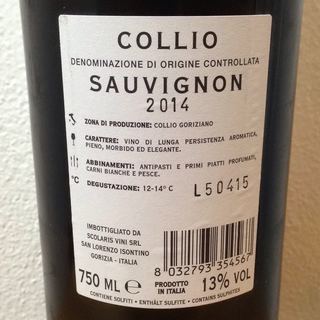 COLLIO
DENOMINAZIONE DI ORIGINE CONTROLLATA
SAUVIGNON
2014
ZONA DI PRODUZIONE: COLLIO GORIZIANO
CARATTERE: VINO DI LUNGA PERSISTENZA AROMATICA,
PIENO, MORBIDO ED ELEGANTE.
ABBINAMENTI: ANTIPASTI E PRIMI PIATTI PROFUMATI,
CARNI BIANCHE E PESCE.
°C DEGUSTAZIONE: 12-14° C
L50415
IMBOTTIGLIATO DA
SCOLARIS VINI SRL
SAN LORENZO ISONTINO
GORIZIA - ITALIA
8 032793 354567
750 ML e
PRODOTTO
IN ITALIA
13% VOL
CONTIENE SOLFITI - ENTHÄLT SULFITE - CONTAINS SULPHITES